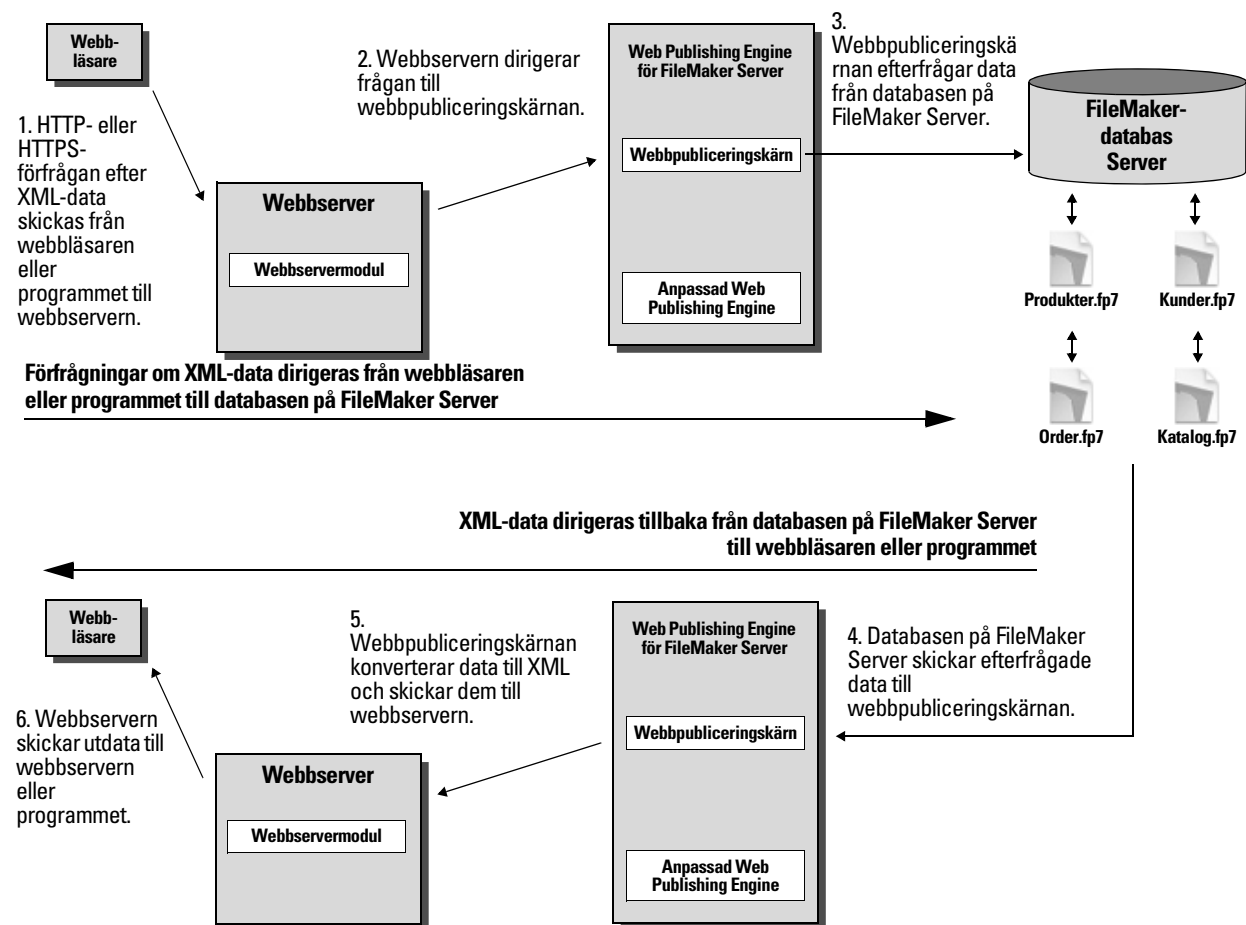 Webb-
läsare
1. HTTP- eller
HTTPS-
förfrågan efter
XML-data
skickas från
webbläsaren
eller
programmet till
webbservern.
Webbserver
Webbservermodul
2. Webbservern dirigerar
frågan till
webbpubliceringskärnan.
Web Publishing Engine
för FileMaker Server
Webbpubliceringskärn
Anpassad Web
Publishing Engine
3.
Webbpubliceringskä
rnan efterfrågar data
från databasen på
FileMaker Server.
FileMaker-
databas
Server
Produkter.fp7
Kunder.fp7
Order.fp7
Katalog.fp7
Förfrågningar om XML-data dirigeras från webbläsaren
eller programmet till databasen på FileMaker Server
XML-data dirigeras tillbaka från databasen på FileMaker Server
till webbläsaren eller programmet
4. Databasen på FileMaker
Server skickar efterfrågade
data till
webbpubliceringskärnan.
Web Publishing Engine
för FileMaker Server
Webbpubliceringskärn
Anpassad Web
Publishing Engine
5.
Webbpubliceringskärnan
konverterar data till XML
och skickar dem till
webbservern.
Webbserver
Webbservermodul
Webb-
läsare
6. Webbservern
skickar utdata till
webbservern
eller
programmet.